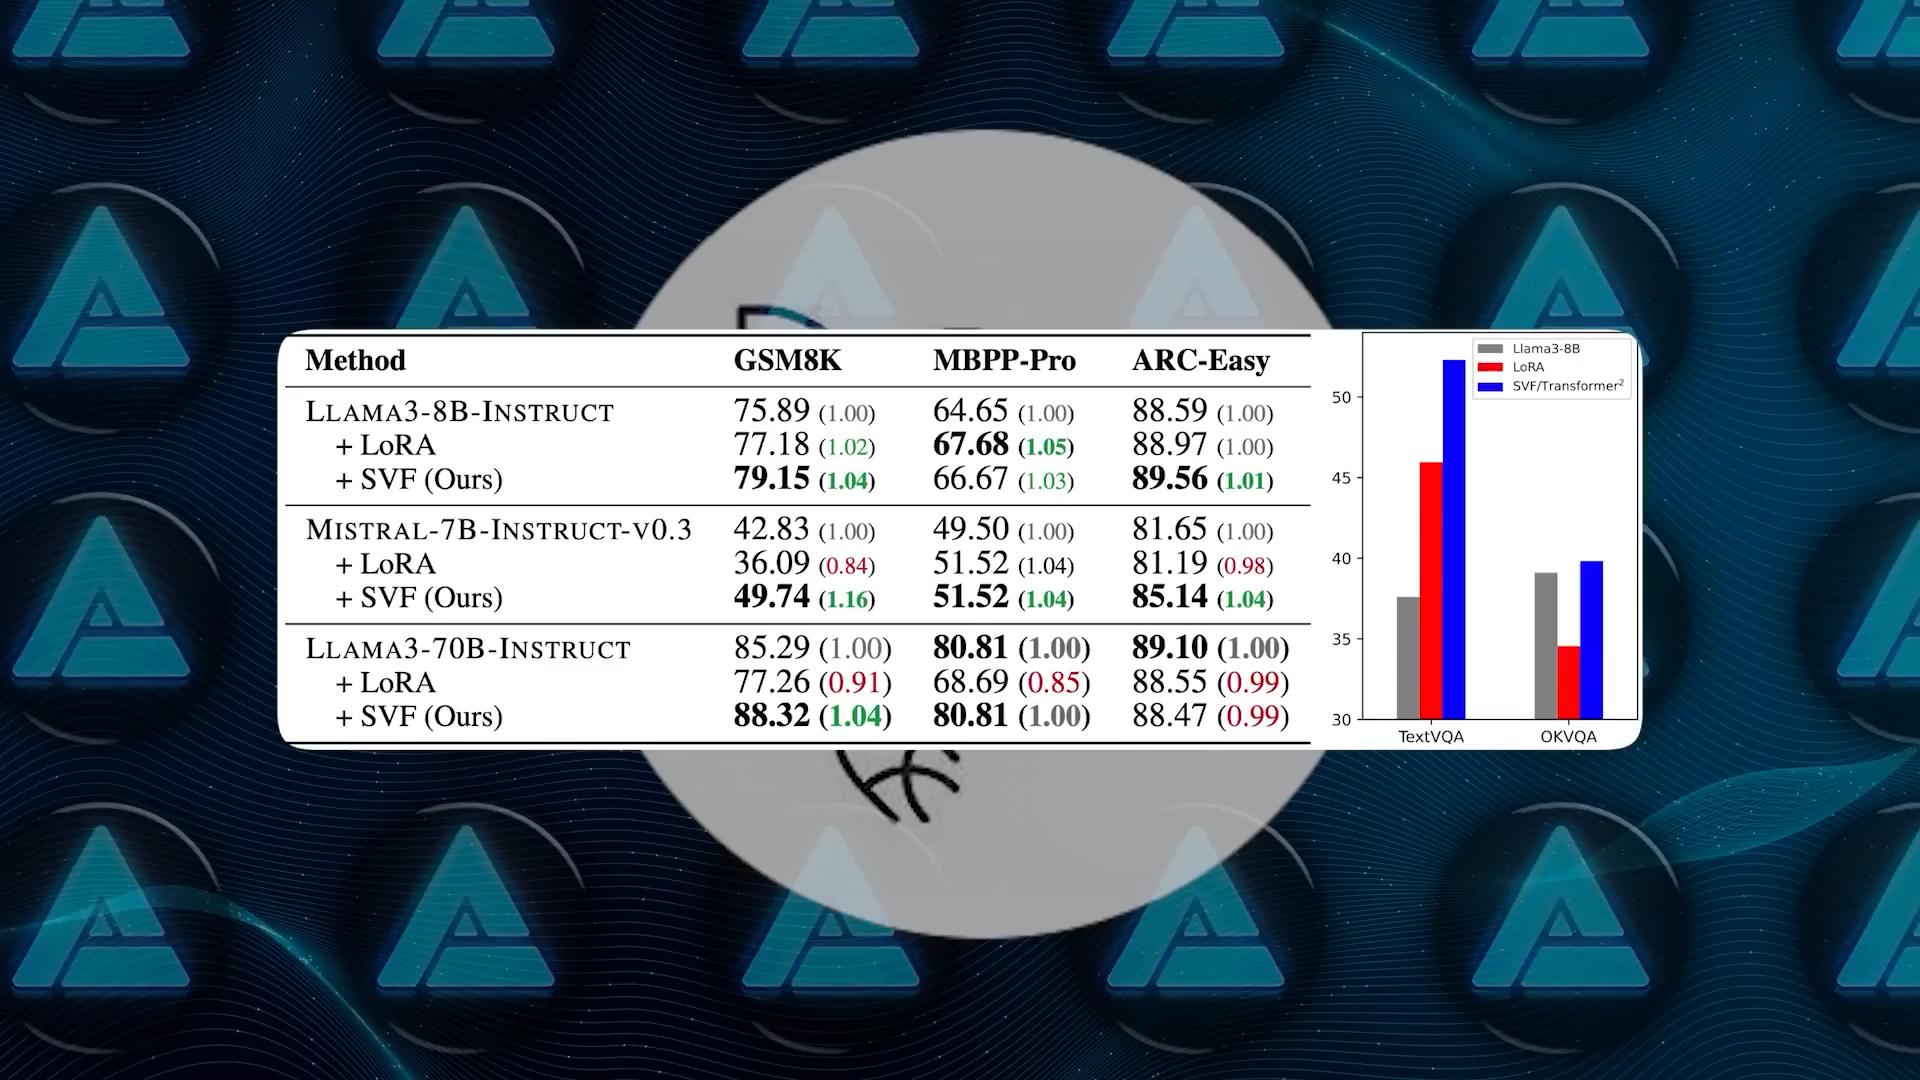 Method GSM8K MBPP-Pro ARC-Easy
LLAMA3-8B-INSTRUCT 75.89 (1.00) 64.65 (1.00) 88.59 (1.00)
+ LoRA 77.18 (1.02) 67.68 (1.05) 88.97 (1.00)
+ SVF (Ours) 79.15 (1.04) 66.67 (1.03) 89.56 (1.01)
MISTRAL-7B-INSTRUCT-V0.3 42.83 (1.00) 49.50 (1.00) 81.65 (1.00)
+ LoRA 36.09 (0.84) 51.52 (1.04) 81.19 (0.98)
+ SVF (Ours) 49.74 (1.16) 51.52 (1.04) 85.14 (1.04)
LLAMA3-70B-INSTRUCT 85.29 (1.00) 80.81 (1.00) 89.10 (1.00)
+ LoRA 77.26 (0.91) 68.69 (0.85) 88.55 (0.99)
+ SVF (Ours) 88.32 (1.04) 80.81 (1.00) 88.47 (0.99)
Llama3-8B
LoRA
SVF/Transformer²
50
45
40
35
30
TextVQA OKVQA